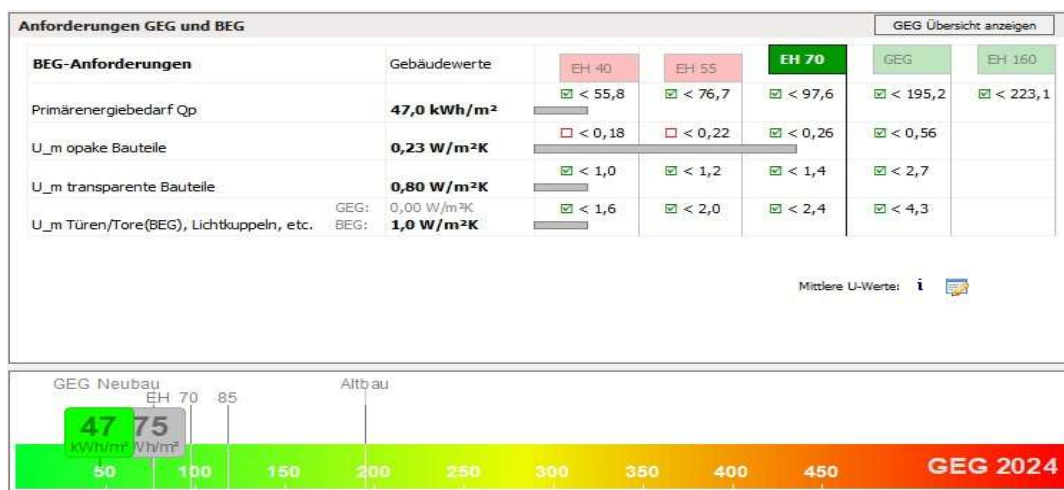 Anforderungen GEG und BEG
GEG Übersicht anzeigen
BEG-Anforderungen Gebäudewerte EH 40 EH 55 EH 70 GEG EH 160
Primärenergiebedarf Qp 47,0 kWh/m² < 55,8 < 76,7 < 97,6 < 195,2 < 223,1
U_m opake Bauteile 0,23 W/m²K < 0,18 < 0,22 < 0,26 < 0,56
U_m transparente Bauteile 0,80 W/m²K < 1,0 < 1,2 < 1,4 < 2,7
GEG: 0,00 W/m²K
U_m Türen/Tore(BEG), Lichtkuppeln, etc. BEG: 1,0 W/m²K < 1,6 < 2,0 < 2,4 < 4,3
Mittlere U-Werte: i
GEG Neubau Altbau
EH 70 85
47 75
kWh/m² Wh/m²
50 100 150 200 250 300 350 400 450 GEG 2024